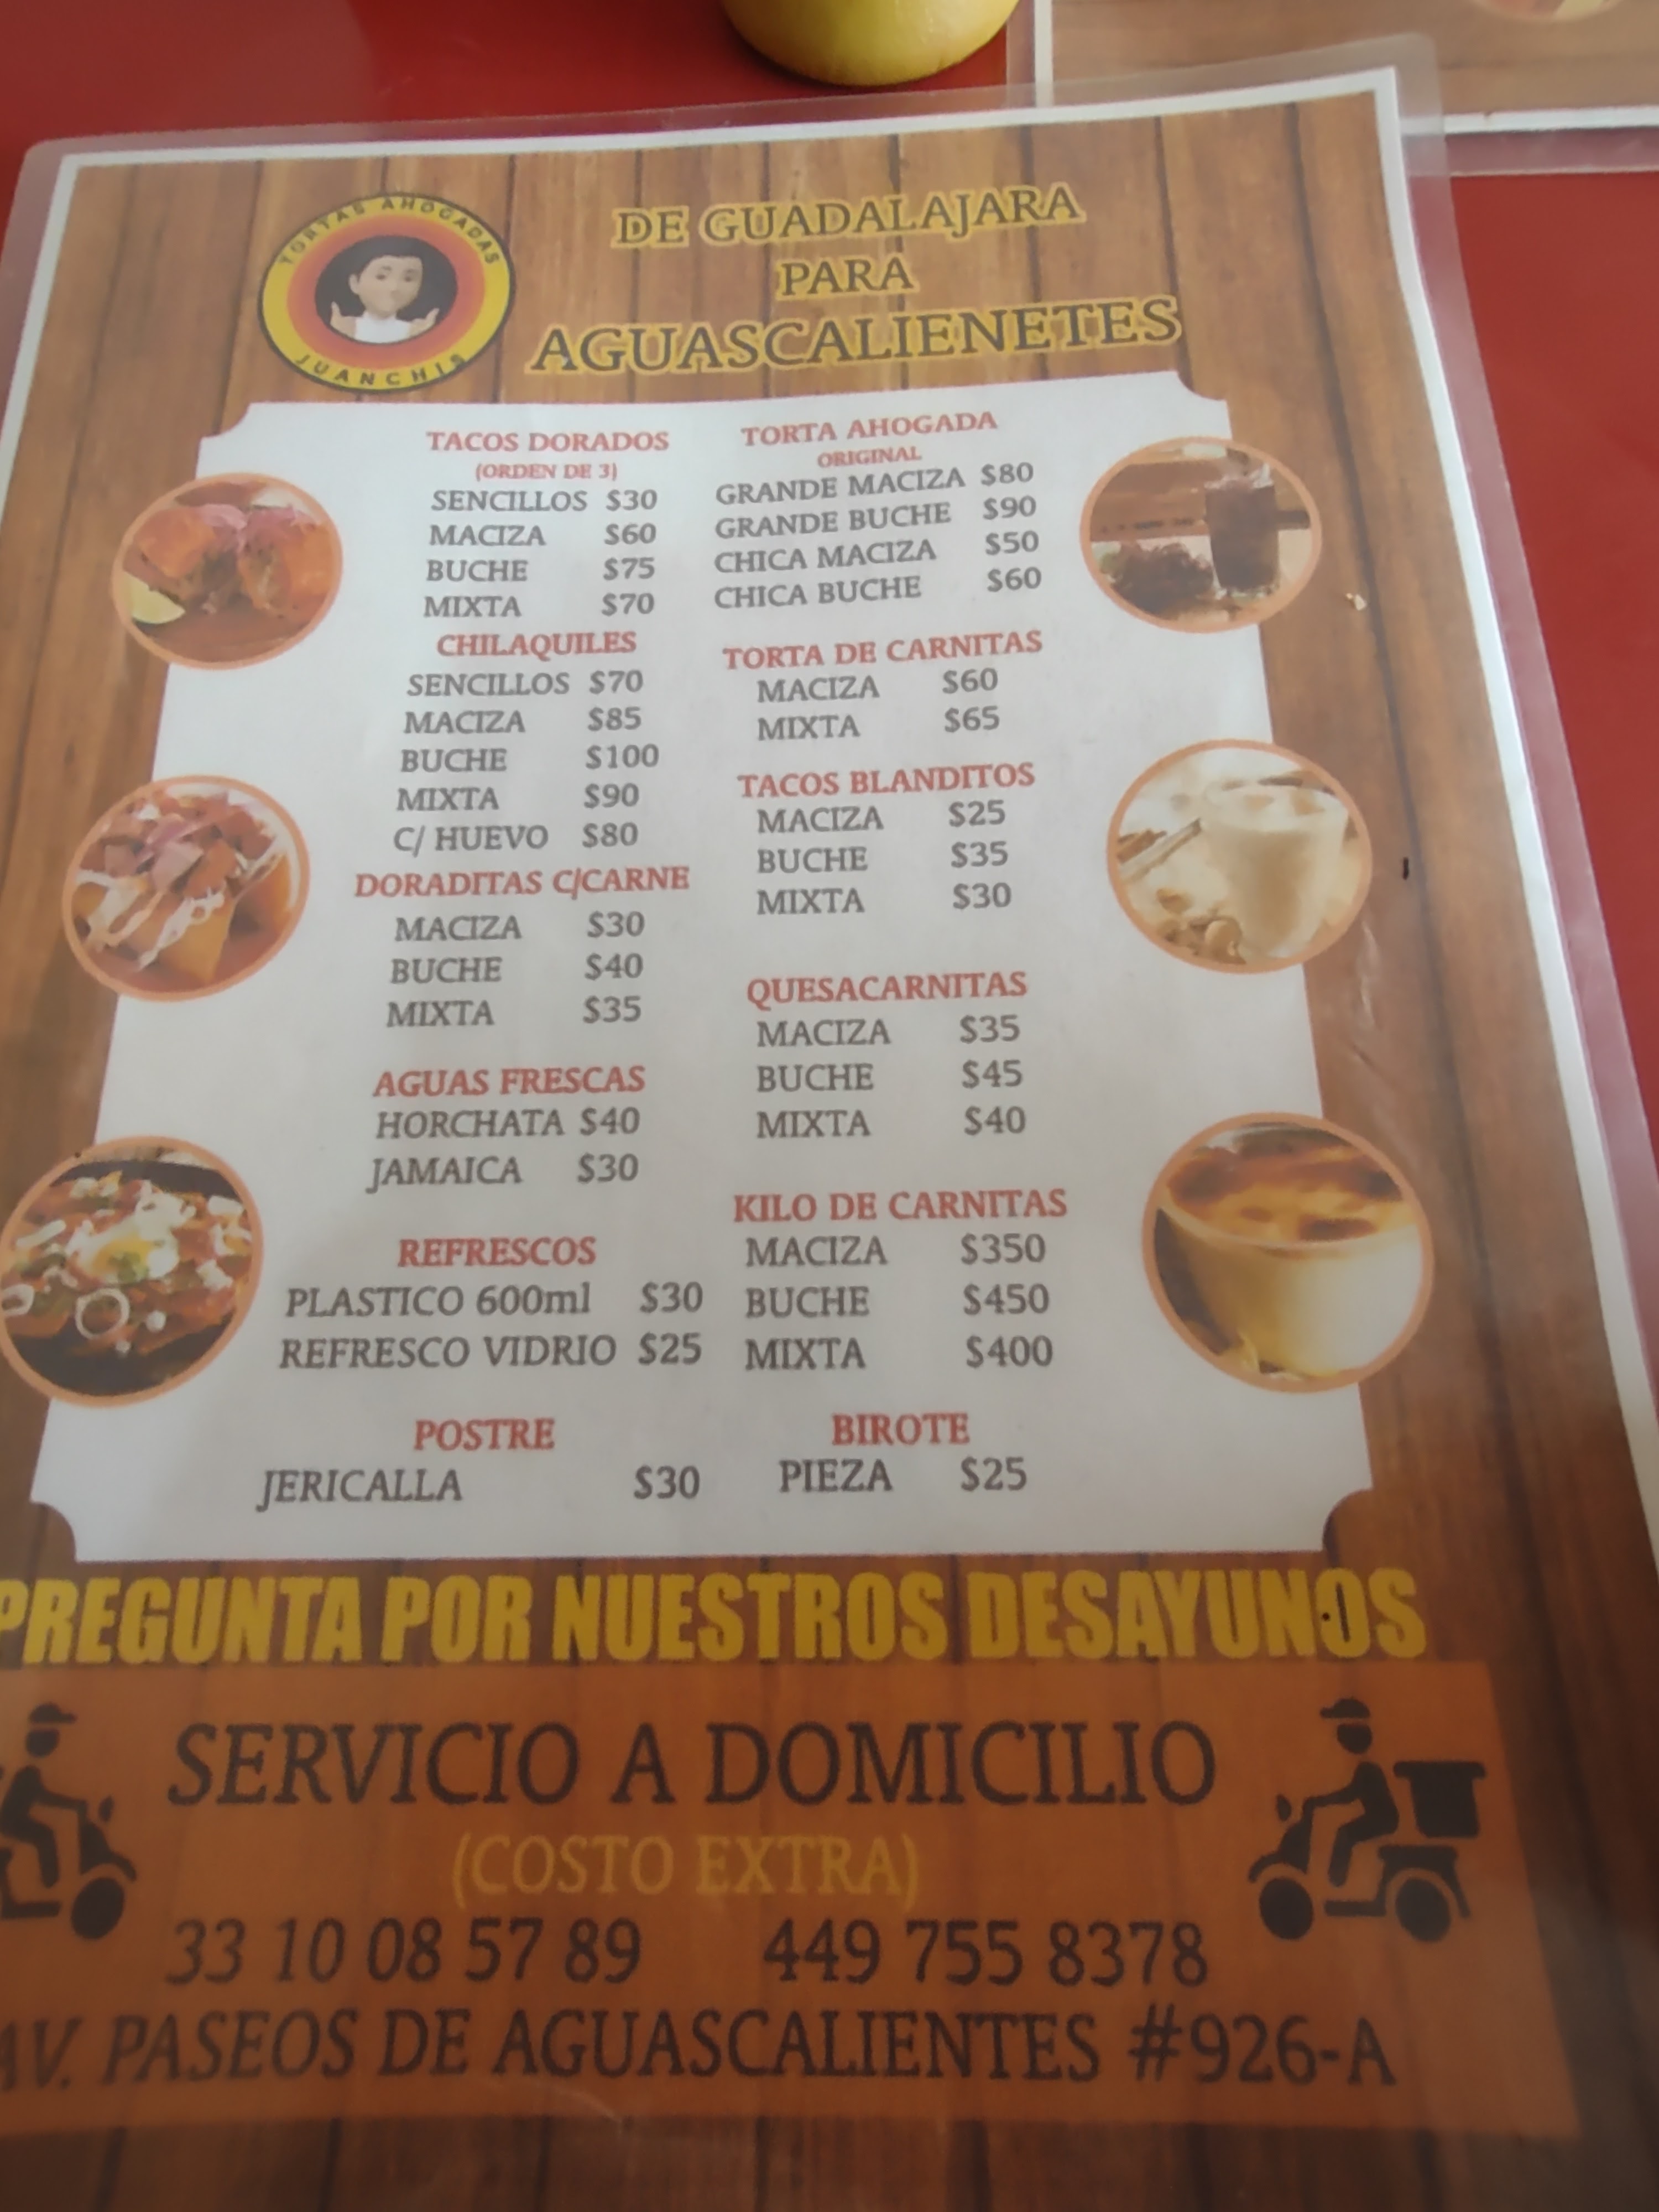 TORTAS AHOGADAS
JUANCHIS
DE GUADALAJARA
PARA
AGUASCALIENETES
TACOS DORADOS
(ORDEN DE 3)
SENCILLOS $30
MACIZA $60
BUCHE $75
MIXTA $70
CHILAQUILES
SENCILLOS $70
MACIZA $85
BUCHE $100
MIXTA $90
C/ HUEVO $80
DORADITAS C/CARNE
MACIZA $30
BUCHE $40
MIXTA $35
AGUAS FRESCAS
HORCHATA $40
JAMAICA $30
REFRESCOS
PLASTICO 600ml $30
REFRESCO VIDRIO $25
POSTRE
JERICALLA $30
TORTA AHOGADA
ORIGINAL
GRANDE MACIZA $80
GRANDE BUCHE $90
CHICA MACIZA $50
CHICA BUCHE $60
TORTA DE CARNITAS
MACIZA $60
MIXTA $65
TACOS BLANDITOS
MACIZA $25
BUCHE $35
MIXTA $30
QUESACARNITAS
MACIZA $35
BUCHE $45
MIXTA $40
KILO DE CARNITAS
MACIZA $350
BUCHE $450
MIXTA $400
BIROTE
PIEZA $25
PREGUNTA POR NUESTROS DESAYUNOS
SERVICIO A DOMICILIO
(COSTO EXTRA)
33 10 08 57 89 449 755 8378
AV. PASEOS DE AGUASCALIENTES #926-A